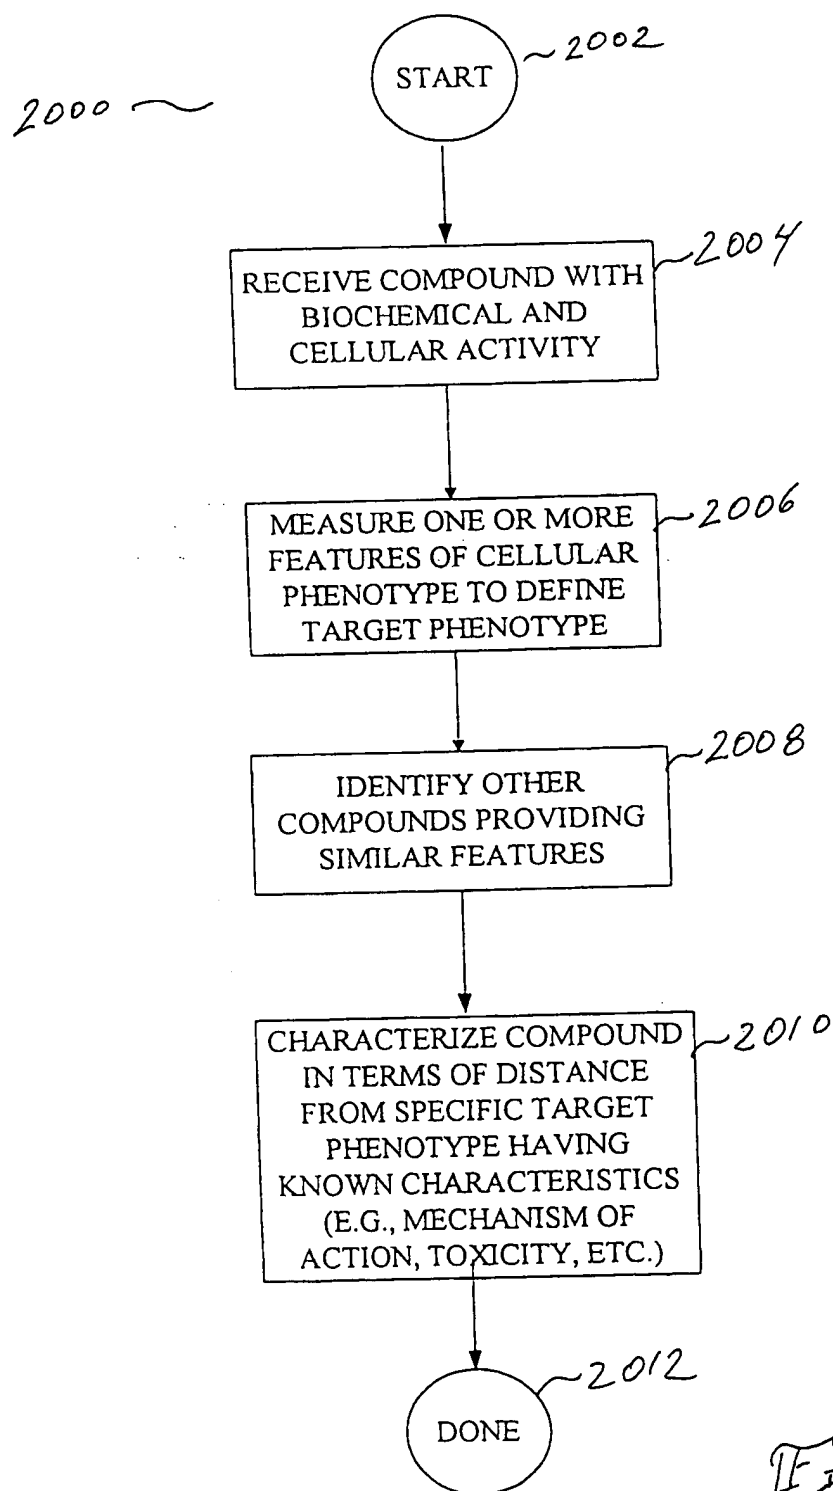 START
2002
2000
2004
RECEIVE COMPOUND WITH
BIOCHEMICAL AND
CELLULAR ACTIVITY
2006
MEASURE ONE OR MORE
FEATURES OF CELLULAR
PHENOTYPE TO DEFINE
TARGET PHENOTYPE
2008
IDENTIFY OTHER
COMPOUNDS PROVIDING
SIMILAR FEATURES
2010
CHARACTERIZE COMPOUND
IN TERMS OF DISTANCE
FROM SPECIFIC TARGET
PHENOTYPE HAVING
KNOWN CHARACTERISTICS
(E.G., MECHANISM OF
ACTION, TOXICITY, ETC.)
2012
DONE